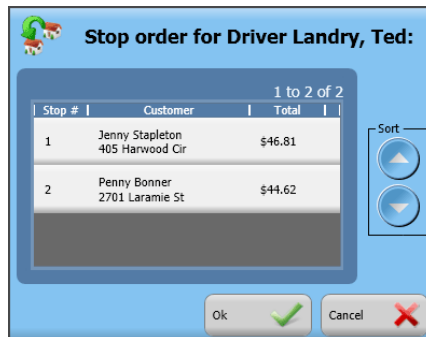 Stop order for Driver Landry, Ted:
1 to 2 of 2
Stop # | Customer | Total
1 Jenny Stapleton $46.81
405 Harwood Cir
2 Penny Bonner $44.62
2701 Laramie St
Sort
Ok Cancel